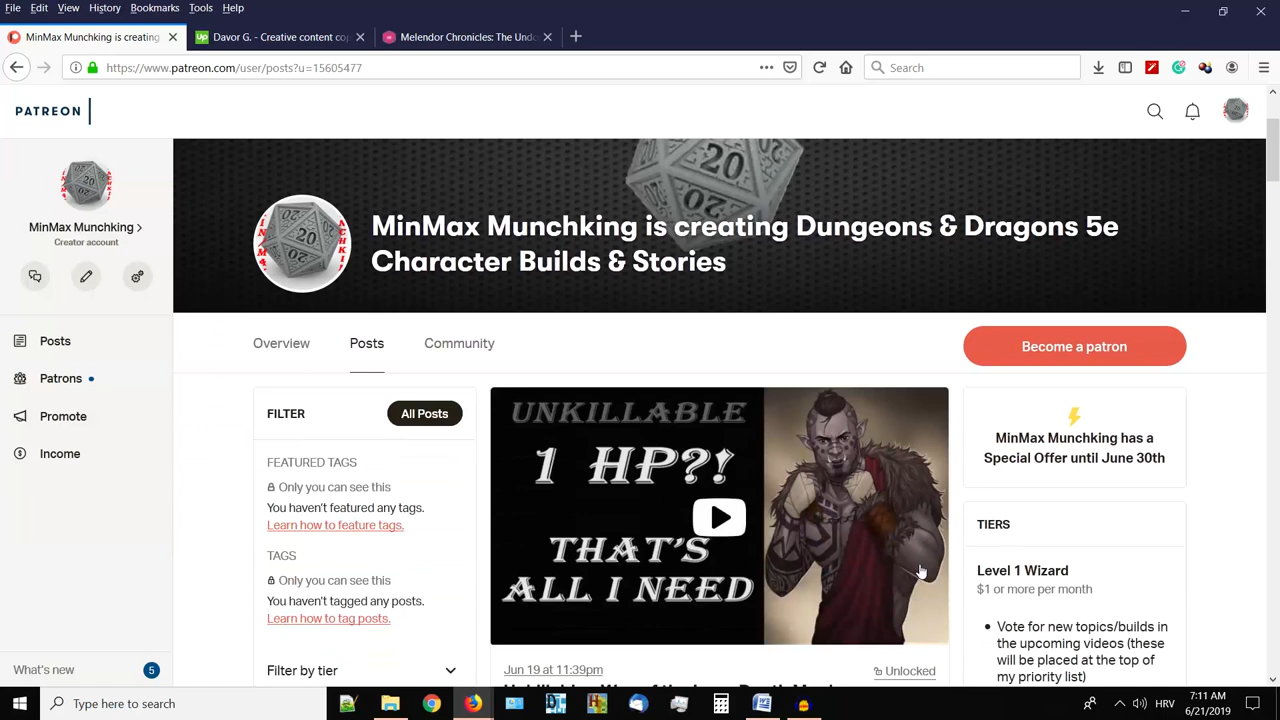 File Edit View History Bookmarks Tools Help
MinMax Munchking is creating
Davor G. - Creative content cop
Melendor Chronicles: The Undo
https://www.patreon.com/user/posts?u=15605477
Search
PATREON
MinMax Munchking
Creator account
Posts
Patrons
Promote
Income
What's new 5
20
MinMax Munchking is creating Dungeons & Dragons 5e
Character Builds & Stories
Overview Posts Community
Become a patron
FILTER All Posts
FEATURED TAGS
Only you can see this
You haven't featured any tags.
Learn how to feature tags.
TAGS
Only you can see this
You haven't tagged any posts.
Learn how to tag posts.
Filter by tier
UNKILLABLE
1 HP?!
THAT'S
ALL I NEED
Jun 19 at 11:39pm
Unlocked
MinMax Munchking has a
Special Offer until June 30th
TIERS
Level 1 Wizard
$1 or more per month
Vote for new topics/builds in
the upcoming videos (these
will be placed at the top of
my priority list)
Type here to search
HRV
7:11 AM
6/21/2019